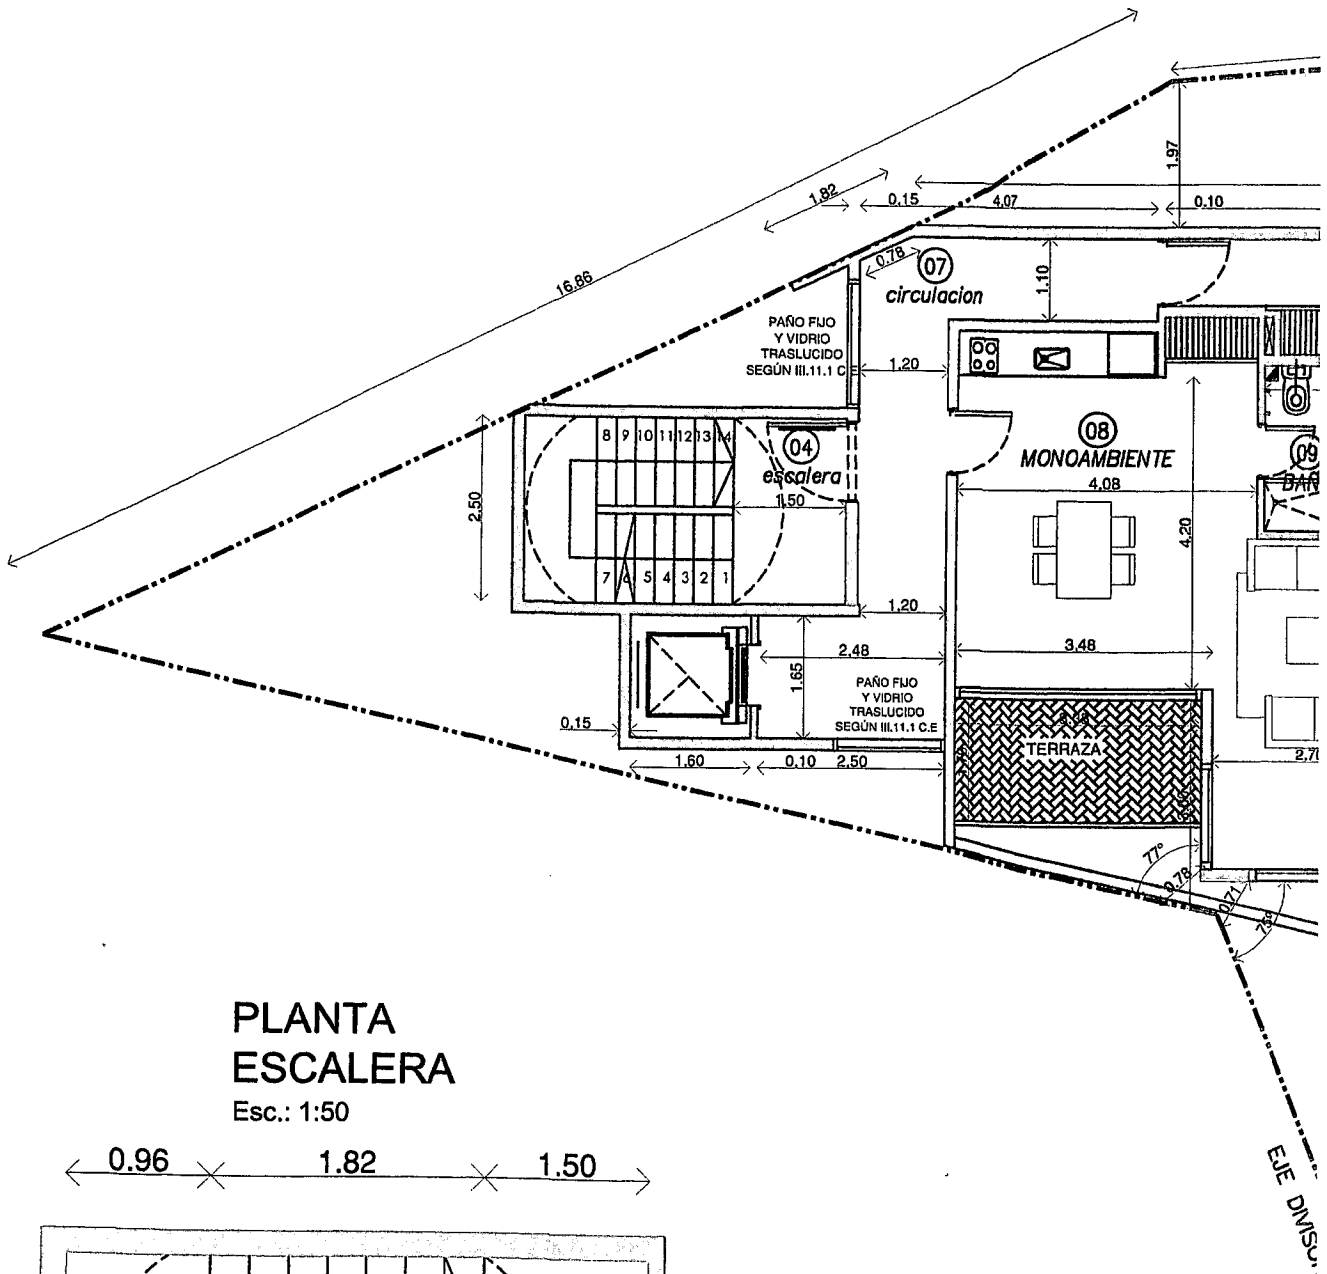 16.86
1.82
0.15
4.07
0.10
1.97
0.78
07
circulacion
1.10
PAÑO FIJO
Y VIDRIO
TRASLUCIDO
SEGÚN III.11.1 C.E
1.20
8 9 10 11 12 13 14
04
escalera
1.50
2.50
7 6 5 4 3 2 1
08
MONOAMBIENTE
4.08
4.20
09
1.20
3.48
2.48
1.65
PAÑO FIJO
Y VIDRIO
TRASLUCIDO
SEGÚN III.11.1 C.E
0.15
1.60
0.10
2.50
TERRAZA
77°
0.78
0.71
75°
PLANTA
ESCALERA
Esc.: 1:50
0.96
1.82
1.50
EJE